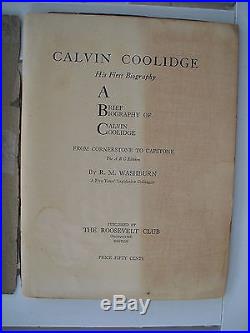 CALVIN COOLIDGE
His First Biography
A
BRIEF
BIOGRAPHY OF
CALVIN
COOLIDGE
FROM CORNERSTONE TO CAPSTONE
The A B C Edition
By R. M. WASHBURN
A Five Years' Legislative Colleague
PUBLISHED BY
THE ROOSEVELT CLUB
BOSTON
PRICE FIFTY CENTS